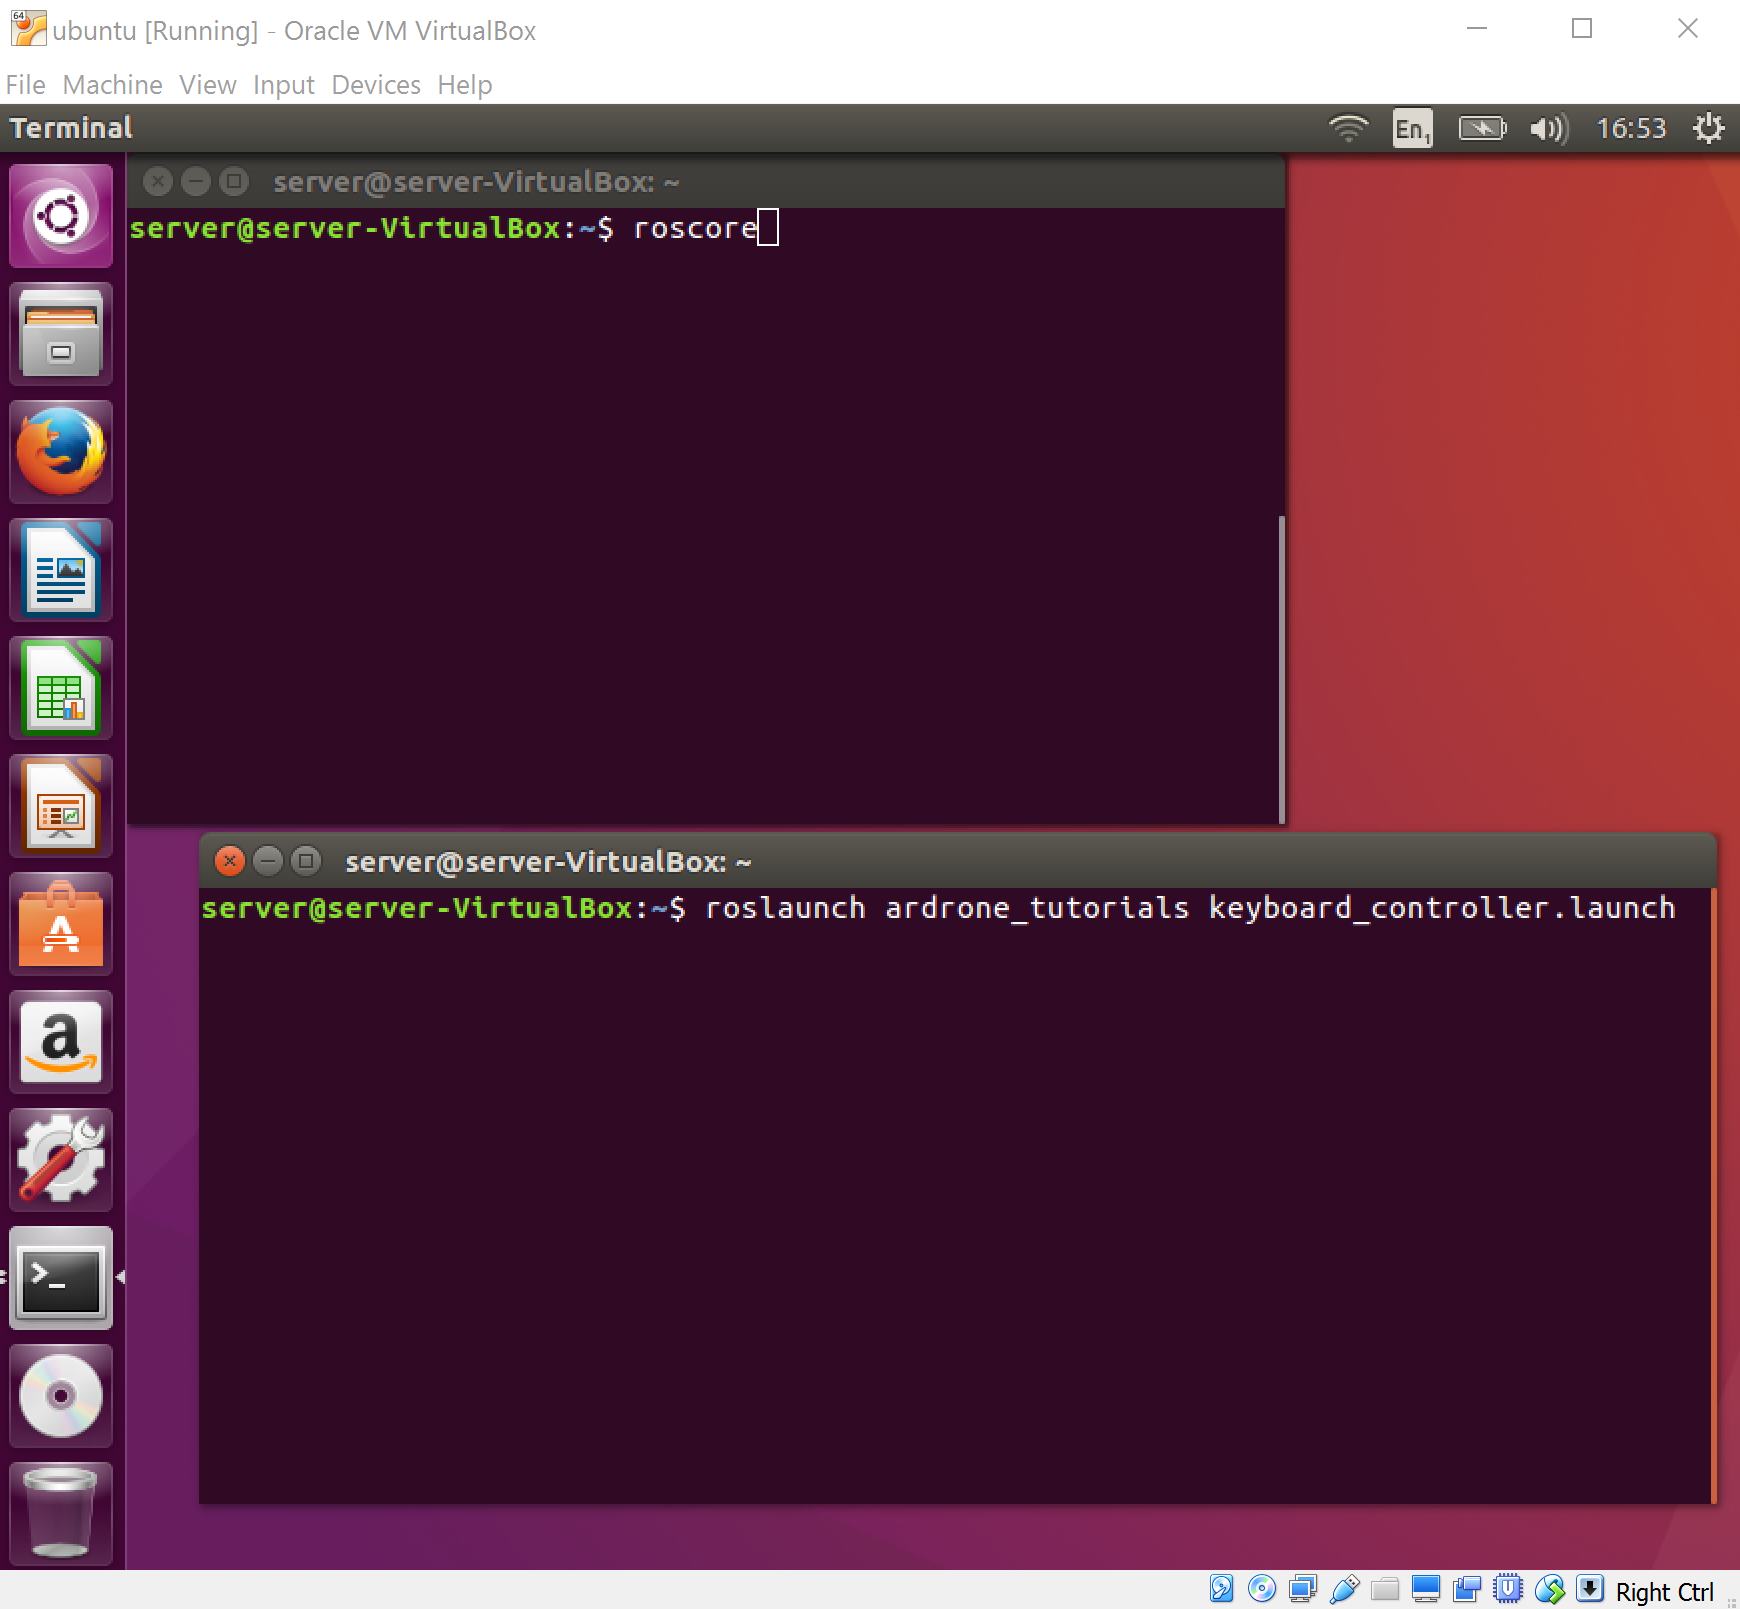 ubuntu [Running] - Oracle VM VirtualBox
File Machine View Input Devices Help
Terminal
En1
16:53
server@server-VirtualBox: ~
server@server-VirtualBox:~$ roscore
server@server-VirtualBox: ~
server@server-VirtualBox:~$ roslaunch ardrone_tutorials keyboard_controller.launch
Right Ctrl